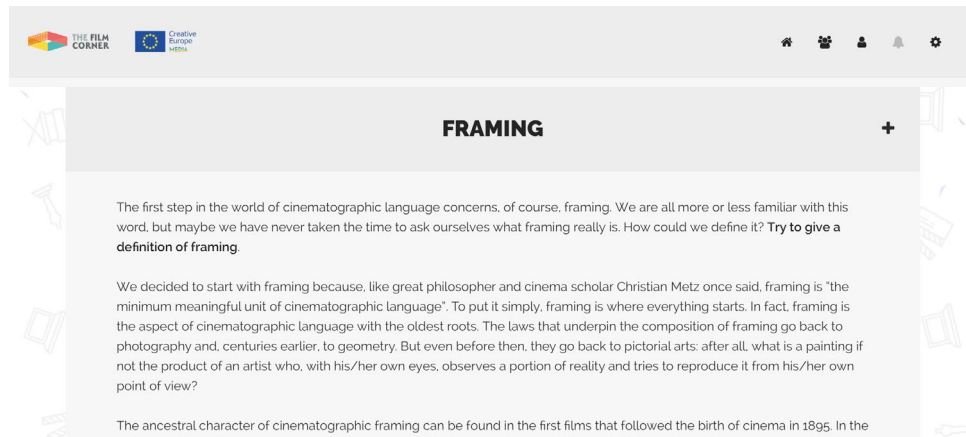 THE FILM
CORNER
Creative
Europe
MEDIA
FRAMING
The first step in the world of cinematographic language concerns, of course, framing. We are all more or less familiar with this
word, but maybe we have never taken the time to ask ourselves what framing really is. How could we define it? Try to give a
definition of framing.
We decided to start with framing because, like great philosopher and cinema scholar Christian Metz once said, framing is “the
minimum meaningful unit of cinematographic language”. To put it simply, framing is where everything starts. In fact, framing is
the aspect of cinematographic language with the oldest roots. The laws that underpin the composition of framing go back to
photography and, centuries earlier, to geometry. But even before then, they go back to pictorial arts: after all, what is a painting if
not the product of an artist who, with his/her own eyes, observes a portion of reality and tries to reproduce it from his/her own
point of view?
The ancestral character of cinematographic framing can be found in the first films that followed the birth of cinema in 1895. In the